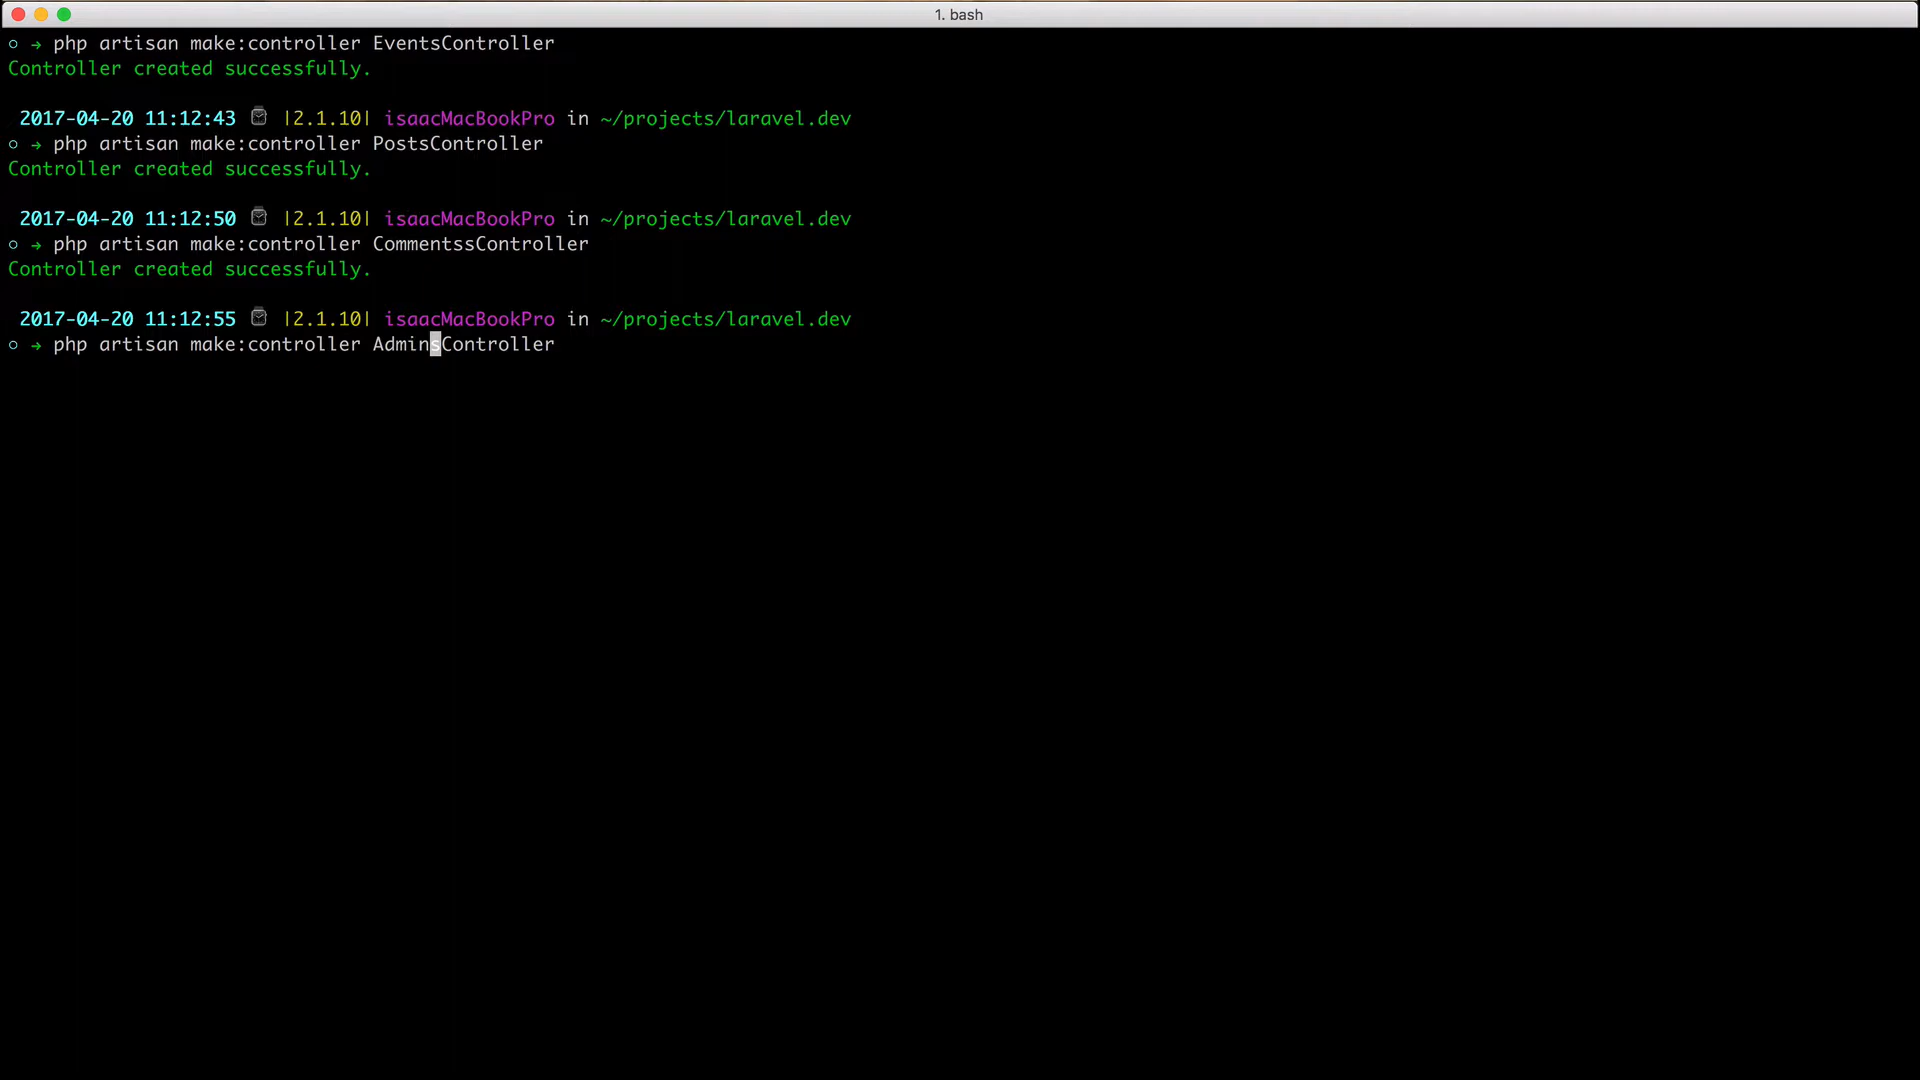 1. bash
○ → php artisan make:controller EventsController
Controller created successfully.
2017-04-20 11:12:43 ⌚ |2.1.10| isaacMacBookPro in ~/projects/laravel.dev
○ → php artisan make:controller PostsController
Controller created successfully.
2017-04-20 11:12:50 ⌚ |2.1.10| isaacMacBookPro in ~/projects/laravel.dev
○ → php artisan make:controller CommentssController
Controller created successfully.
2017-04-20 11:12:55 ⌚ |2.1.10| isaacMacBookPro in ~/projects/laravel.dev
○ → php artisan make:controller AdminsController